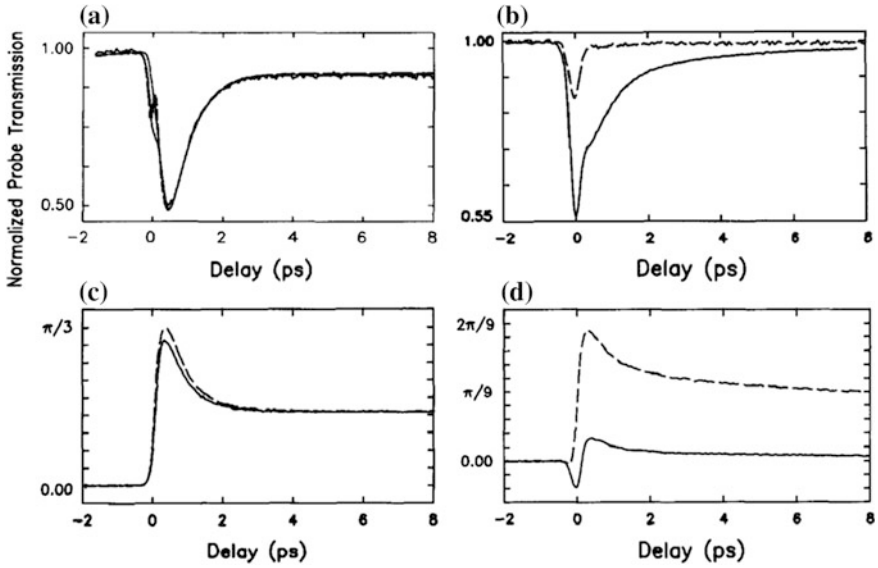 (a)
(b)
Normalized Probe Transmission
1.00
0.50
-2 0 2 4 6 8
Delay (ps)
1.00
0.55
-2 0 2 4 6 8
Delay (ps)
(c)
(d)
π/3
0.00
-2 0 2 4 6 8
Delay (ps)
2π/9
π/9
0.00
-2 0 2 4 6 8
Delay (ps)